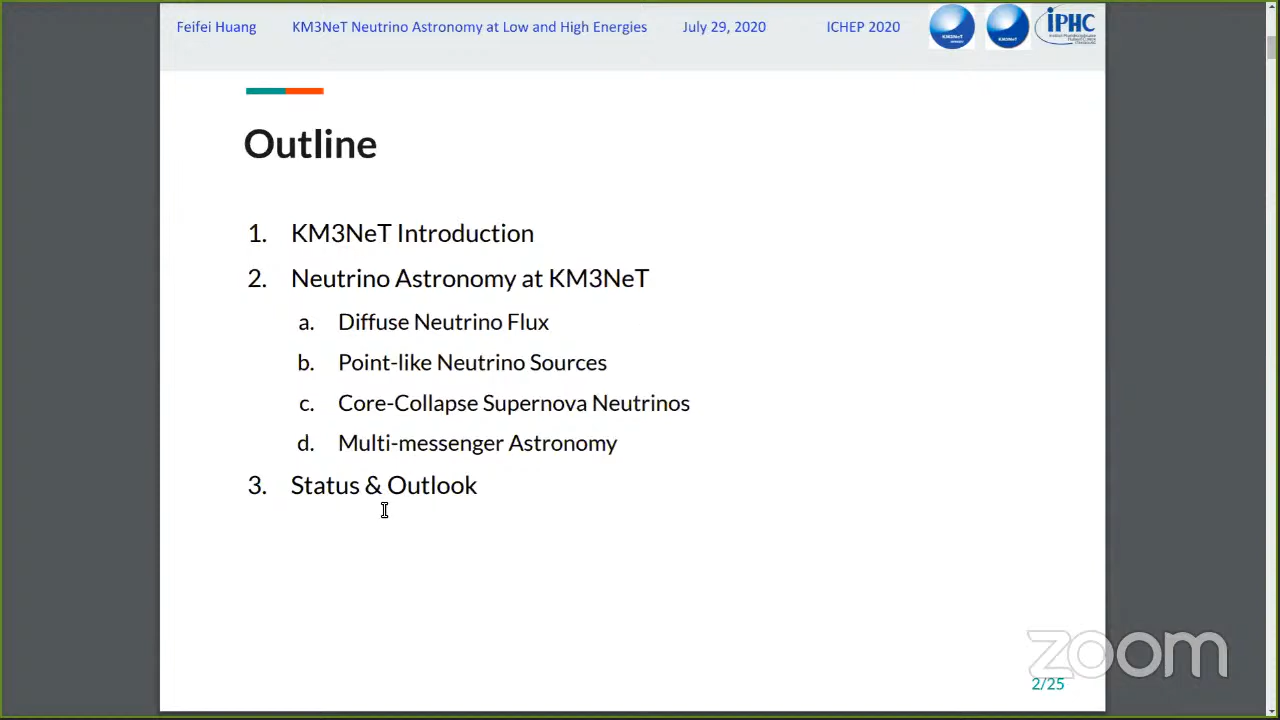 Feifei Huang KM3NeT Neutrino Astronomy at Low and High Energies July 29, 2020 ICHEP 2020
KM3NeT
KM3NeT
iPHC
Outline
1. KM3NeT Introduction
2. Neutrino Astronomy at KM3NeT
a. Diffuse Neutrino Flux
b. Point-like Neutrino Sources
c. Core-Collapse Supernova Neutrinos
d. Multi-messenger Astronomy
3. Status & Outlook
zoom
2/25